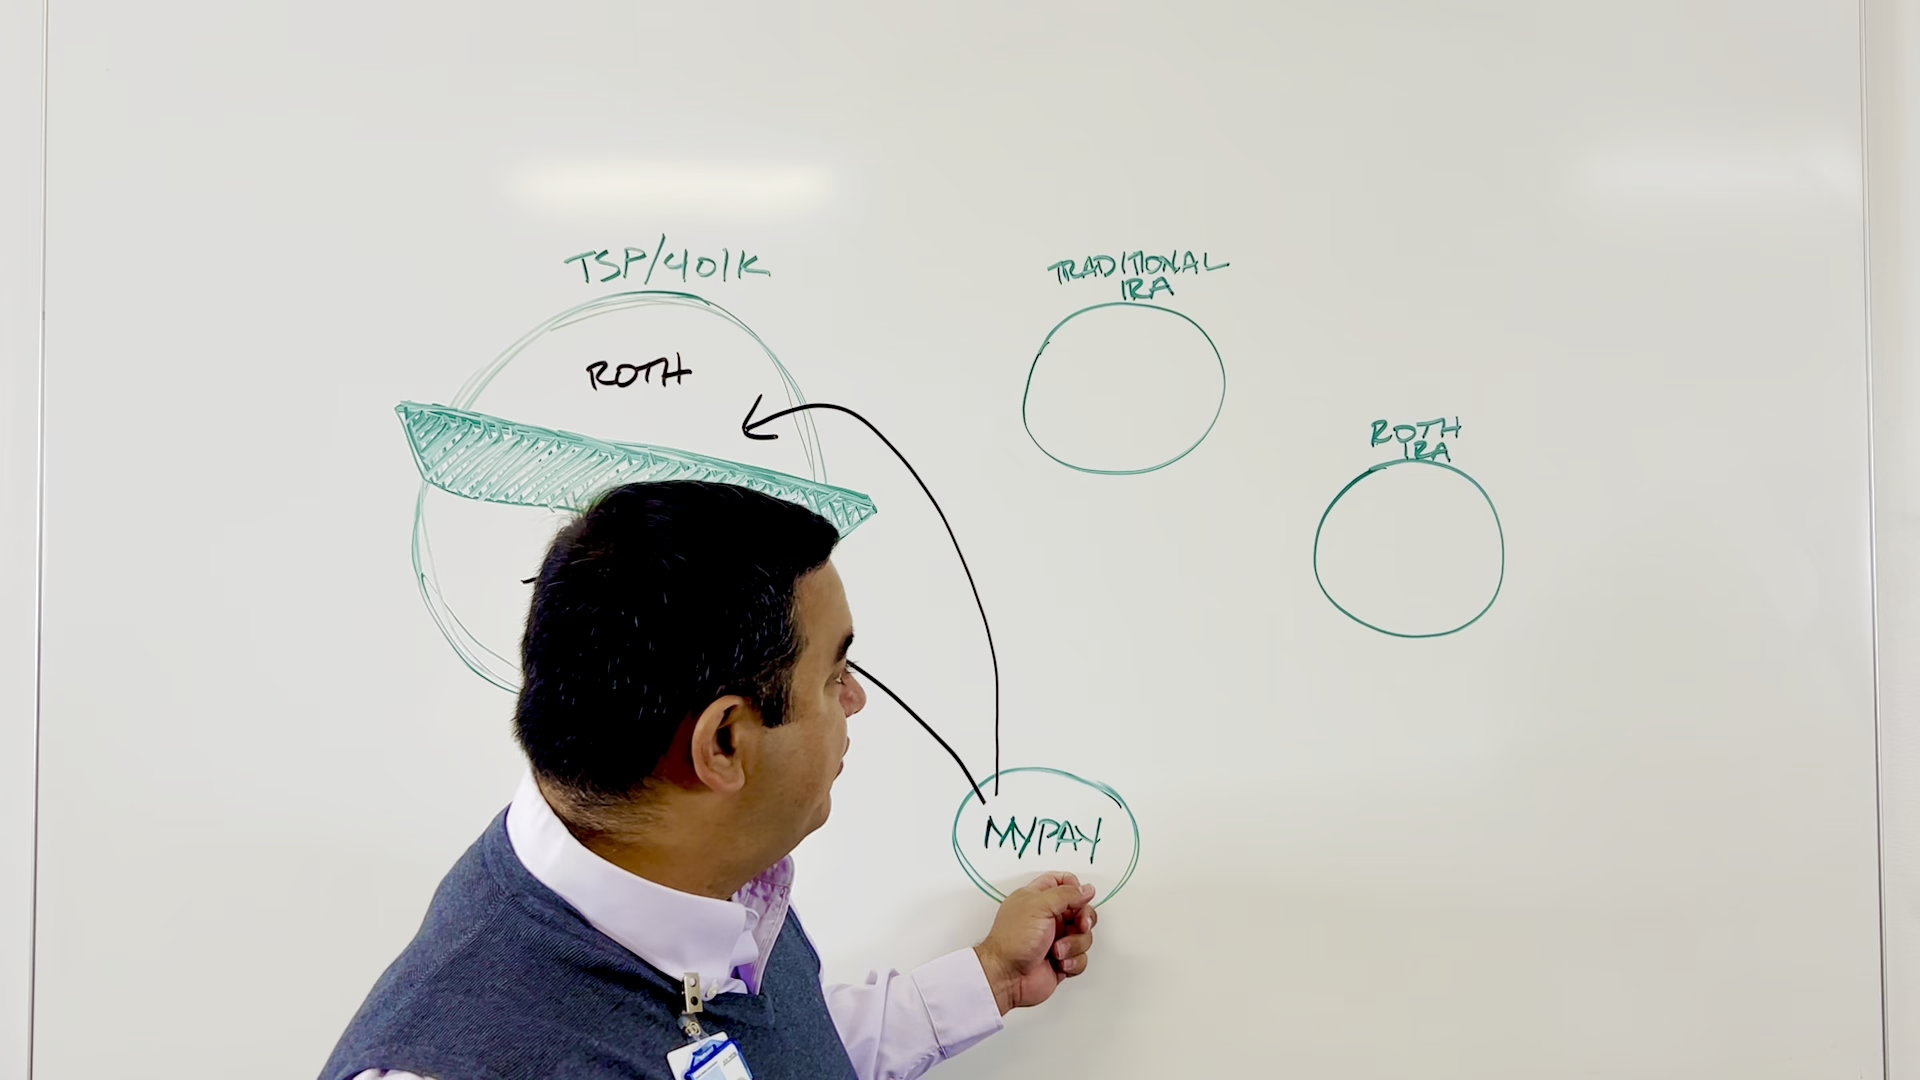 TSP/401K
TRADITIONAL
IRA
ROTH
ROTH
IRA
MYPAY